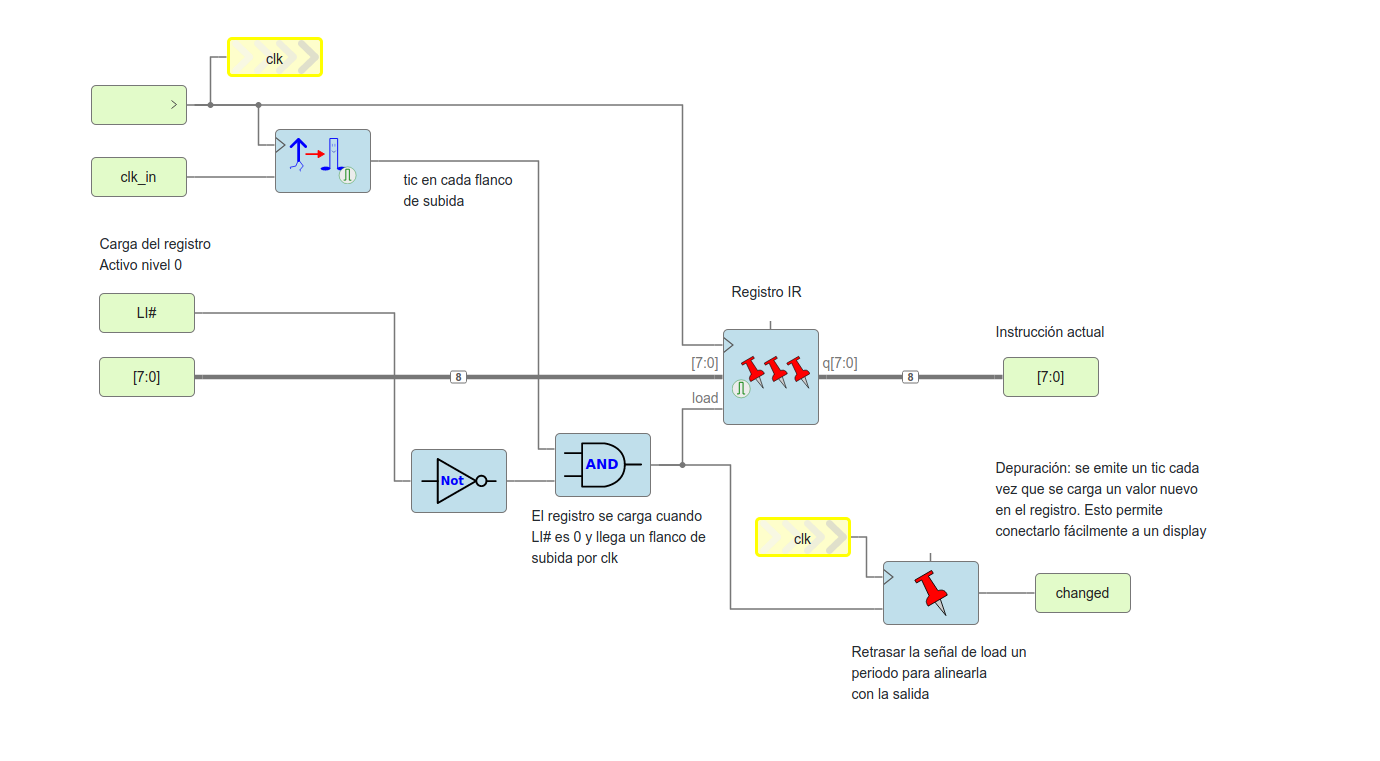 clk
clk_in
tic en cada flanco
de subida
Carga del registro
Activo nivel 0
LI#
[7:0]
8
Registro IR
[7:0]
load
q[7:0]
8
Instrucción actual
[7:0]
Not
AND
El registro se carga cuando
LI# es 0 y llega un flanco de
subida por clk
Depuración: se emite un tic cada
vez que se carga un valor nuevo
en el registro. Esto permite
conectarlo fácilmente a un display
clk
changed
Retrasar la señal de load un
periodo para alinearla
con la salida